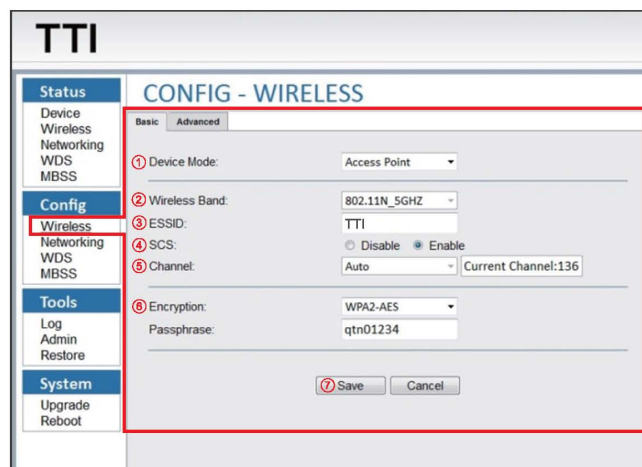 TTI
Status
Device
Wireless
Networking
WDS
MBSS
Config
Wireless
Networking
WDS
MBSS
Tools
Log
Admin
Restore
System
Upgrade
Reboot
CONFIG - WIRELESS
Basic Advanced
① Device Mode: Access Point
② Wireless Band: 802.11N_5GHZ
③ ESSID: TTI
④ SCS: Disable Enable
⑤ Channel: Auto Current Channel:136
⑥ Encryption: WPA2-AES
Passphrase: qtn01234
⑦ Save Cancel